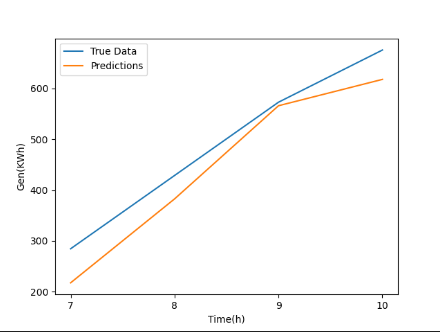 True Data
Predictions
600
500
400
300
200
7 8 9 10
Gen(KWh)
Time(h)